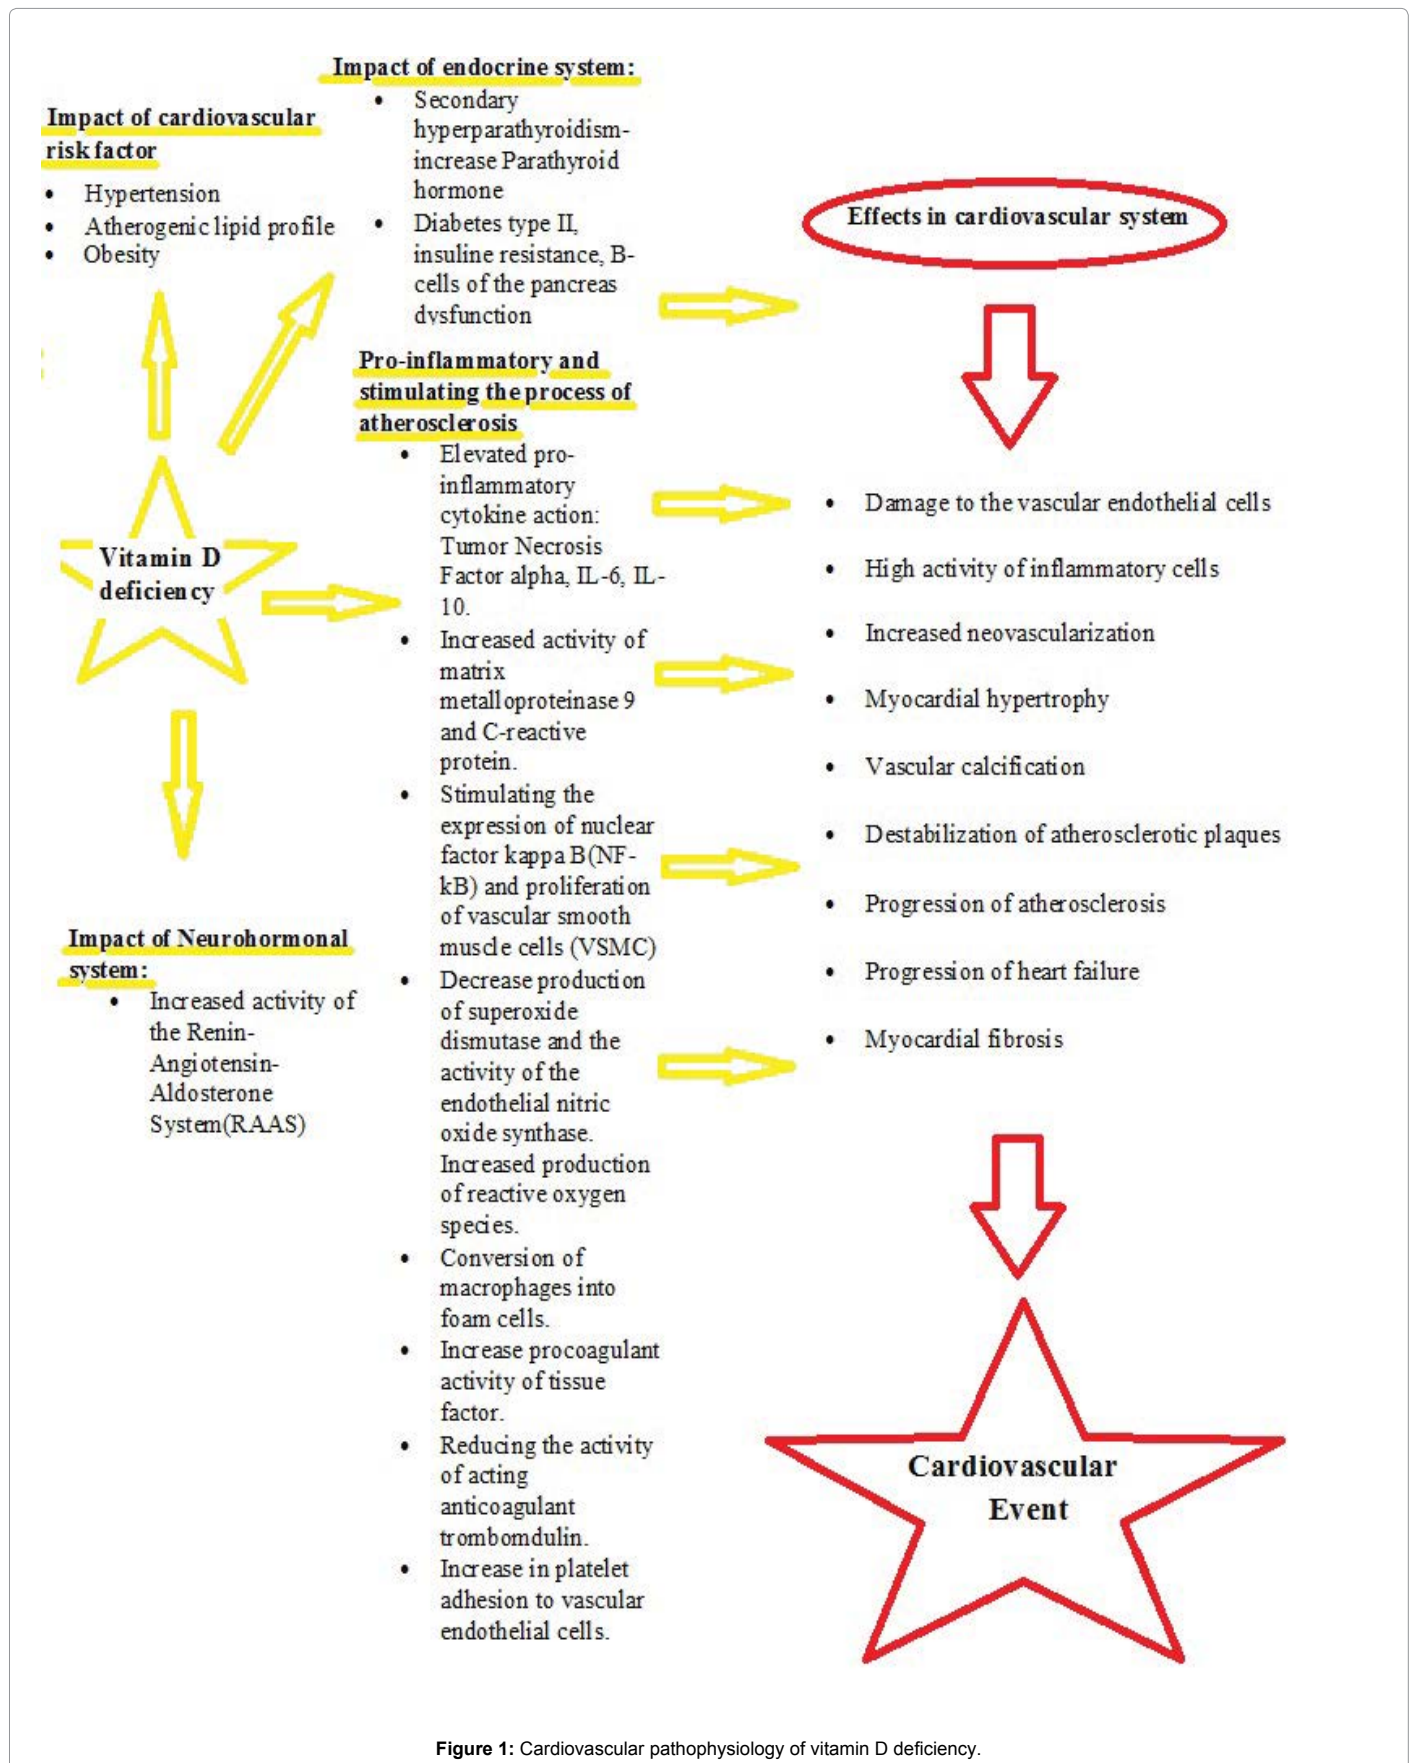 Impact of cardiovascular
risk factor
• Hypertension
• Atherogenic lipid profile
• Obesity
Impact of endocrine system:
• Secondary
hyperparathyroidism-
increase Parathyroid
hormone
• Diabetes type II,
insuline resistance, B-
cells of the pancreas
dysfunction
Vitamin D
deficiency
Impact of Neurohormonal
system:
• Increased activity of
the Renin-
Angiotensin-
Aldosterone
System(RAAS)
Pro-inflammatory and
stimulating the process of
atherosclerosis
• Elevated pro-
inflammatory
cytokine action:
Tumor Necrosis
Factor alpha, IL-6, IL-
10.
• Increased activity of
matrix
metalloproteinase 9
and C-reactive
protein.
• Stimulating the
expression of nuclear
factor kappa B(NF-
kB) and proliferation
of vascular smooth
muscle cells (VSMC)
• Decrease production
of superoxide
dismutase and the
activity of the
endothelial nitric
oxide synthase.
Increased production
of reactive oxygen
species.
• Conversion of
macrophages into
foam cells.
• Increase procoagulant
activity of tissue
factor.
• Reducing the activity
of acting
anticoagulant
trombomdulin.
• Increase in platelet
adhesion to vascular
endothelial cells.
Effects in cardiovascular system
• Damage to the vascular endothelial cells
• High activity of inflammatory cells
• Increased neovascularization
• Myocardial hypertrophy
• Vascular calcification
• Destabilization of atherosclerotic plaques
• Progression of atherosclerosis
• Progression of heart failure
• Myocardial fibrosis
Cardiovascular
Event
Figure 1: Cardiovascular pathophysiology of vitamin D deficiency.